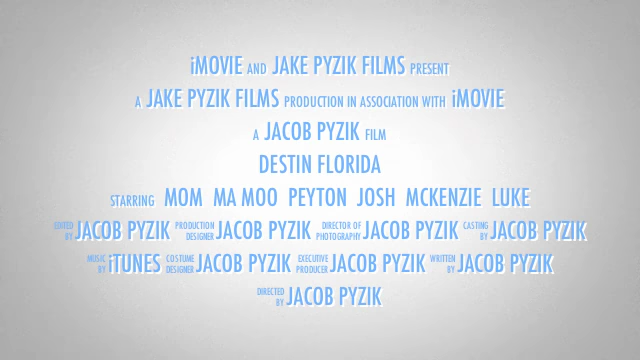 iMOVIE AND JAKE PYZIK FILMS PRESENT
A JAKE PYZIK FILMS PRODUCTION IN ASSOCIATION WITH iMOVIE
A JACOB PYZIK FILM
DESTIN FLORIDA
STARRING MOM MA MOO PEYTON JOSH MCKENZIE LUKE
EDITED BY JACOB PYZIK PRODUCTION DESIGNER JACOB PYZIK DIRECTOR OF PHOTOGRAPHY JACOB PYZIK CASTING BY JACOB PYZIK
MUSIC BY iTUNES COSTUME DESIGNER JACOB PYZIK EXECUTIVE PRODUCER JACOB PYZIK WRITTEN BY JACOB PYZIK
DIRECTED BY JACOB PYZIK